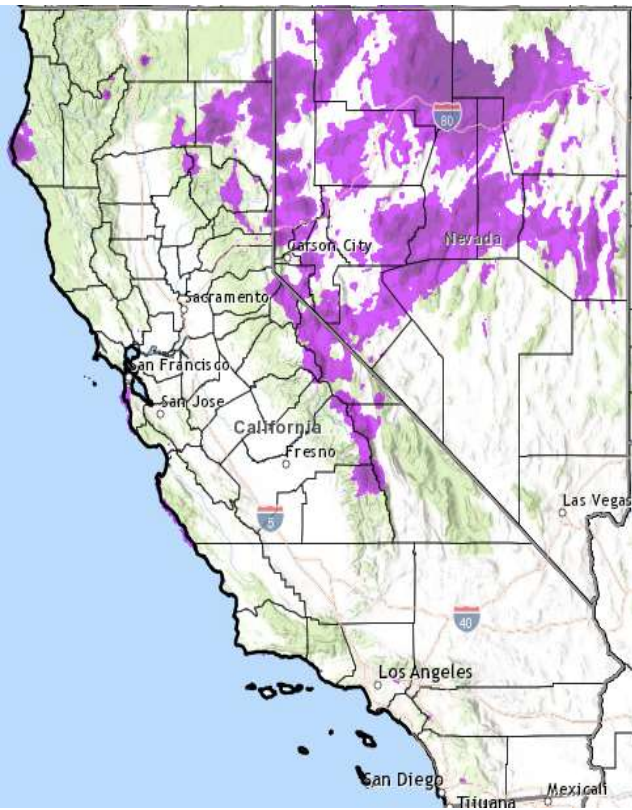 80
Carson City
Nevada
Sacramento
San Francisco
San Jose
California
Fresno
5
Las Vegas
40
Los Angeles
San Diego
Tijuana
Mexicali